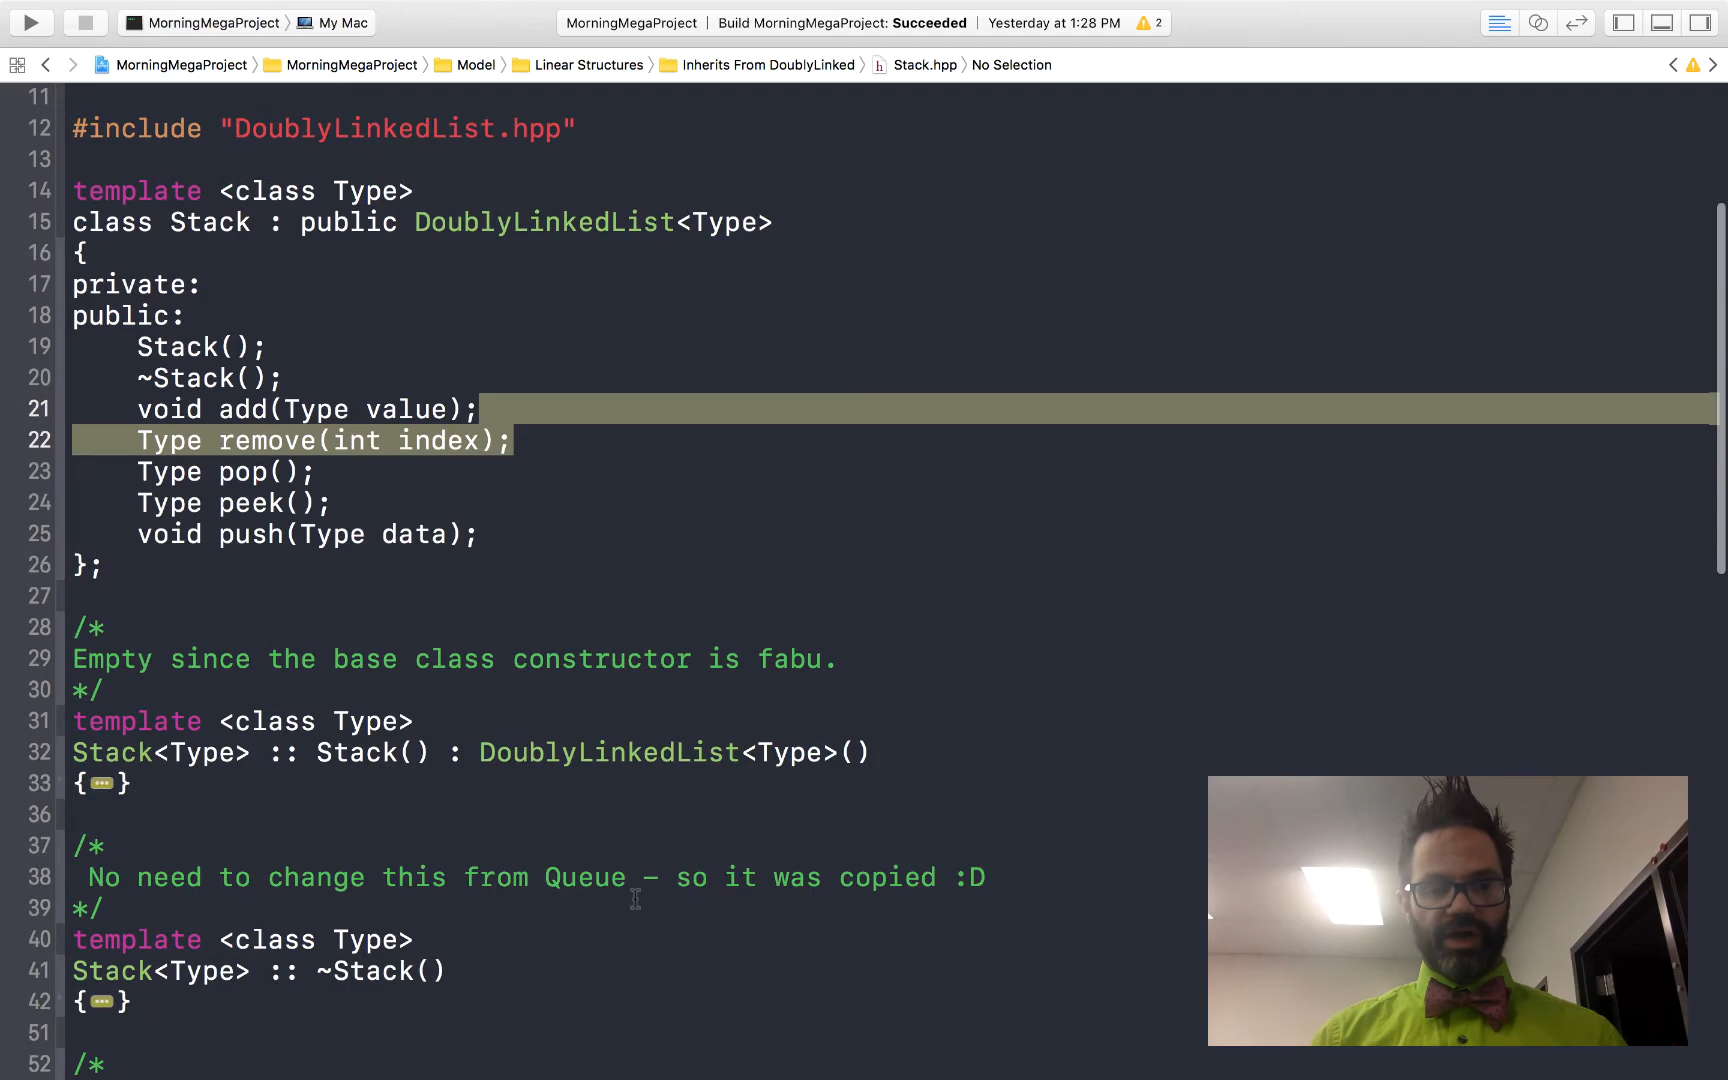 MorningMegaProject › My Mac
MorningMegaProject | Build MorningMegaProject: Succeeded | Yesterday at 1:28 PM 2
MorningMegaProject › MorningMegaProject › Model › Linear Structures › Inherits From DoublyLinked › h Stack.hpp › No Selection
11
12 #include "DoublyLinkedList.hpp"
13
14 template <class Type>
15 class Stack : public DoublyLinkedList<Type>
16 {
17 private:
18 public:
19 Stack();
20 ~Stack();
21 void add(Type value);
22 Type remove(int index);
23 Type pop();
24 Type peek();
25 void push(Type data);
26 };
27
28 /*
29 Empty since the base class constructor is fabu.
30 */
31 template <class Type>
32 Stack<Type> :: Stack() : DoublyLinkedList<Type>()
33 {•••}
36
37 /*
38 No need to change this from Queue – so it was copied :D
39 */
40 template <class Type>
41 Stack<Type> :: ~Stack()
42 {•••}
51
52 /*